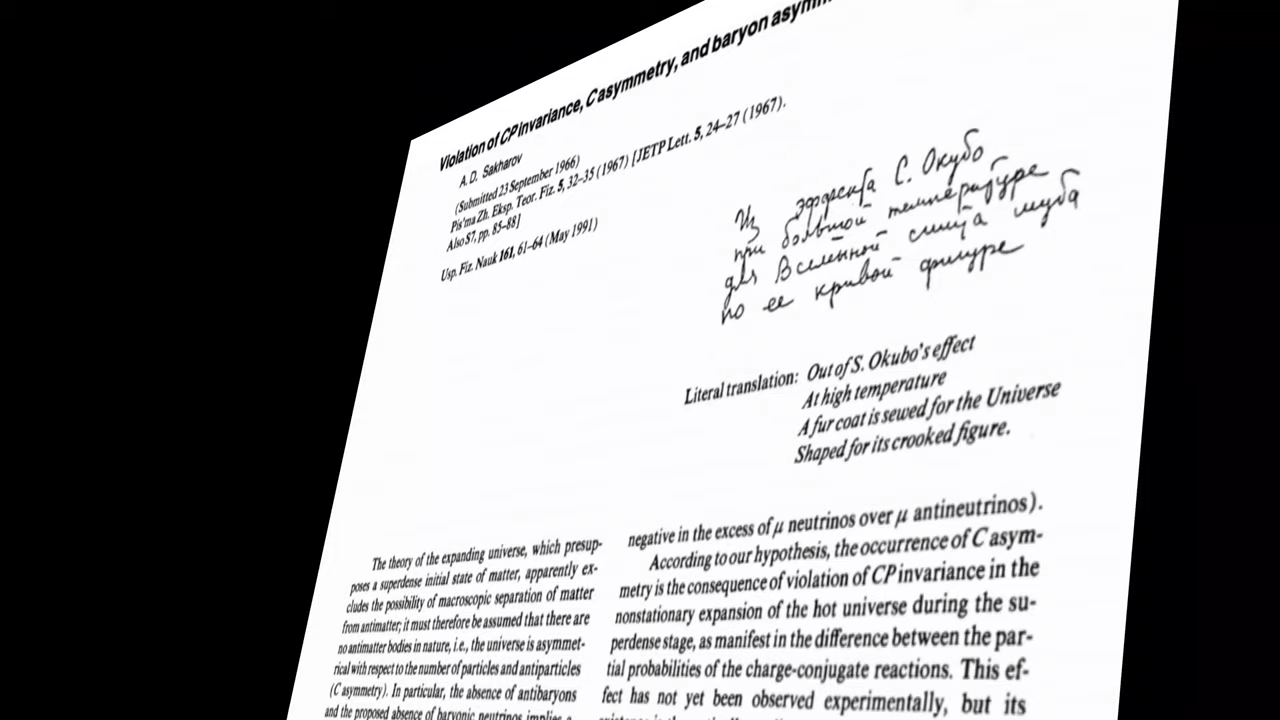 Violation of CP invariance, C asymmetry, and baryon asymm
A. D. Sakharov
(Submitted 23 September 1966)
Pis'ma Zh. Eksp. Teor. Fiz. 5, 32–35 (1967) [JETP Lett. 5, 24–27 (1967).
Also S7, pp. 85–88]
Usp. Fiz. Nauk 161, 61–64 (May 1991)
Из эффекта С. Окубо
при большой температуре
для Вселенной сшита шуба
по ее кривой фигуре
Literal translation: Out of S. Okubo's effect
At high temperature
A fur coat is sewed for the Universe
Shaped for its crooked figure.
The theory of the expanding universe, which presup-
poses a superdense initial state of matter, apparently ex-
cludes the possibility of macroscopic separation of matter
from antimatter; it must therefore be assumed that there are
no antimatter bodies in nature, i.e., the universe is asymmet-
rical with respect to the number of particles and antiparticles
(C asymmetry). In particular, the absence of antibaryons
and the proposed absence of baryonic neutrinos implies a
negative in the excess of μ neutrinos over μ antineutrinos).
According to our hypothesis, the occurrence of C asym-
metry is the consequence of violation of CP invariance in the
nonstationary expansion of the hot universe during the su-
perdense stage, as manifest in the difference between the par-
tial probabilities of the charge-conjugate reactions. This ef-
fect has not yet been observed experimentally, but its